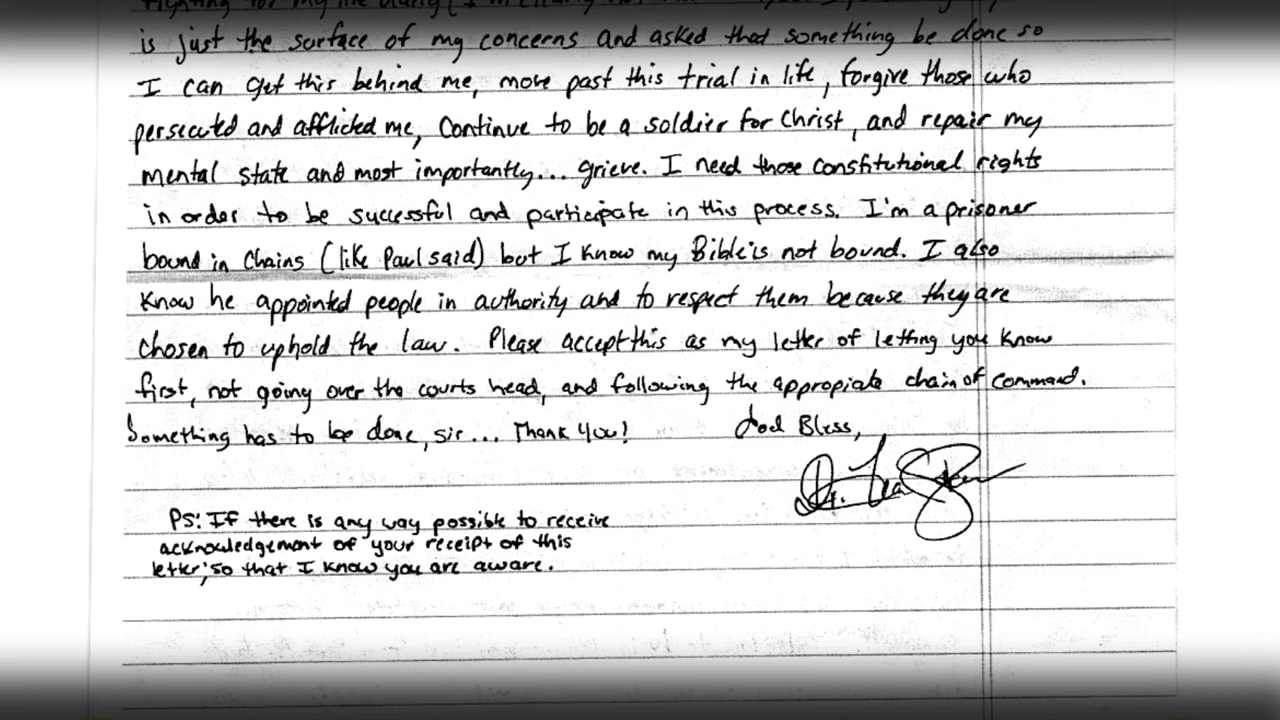 is just the surface of my concerns and asked that something be done so
I can get this behind me, move past this trial in life, forgive those who
persecuted and afflicted me, Continue to be a soldier for Christ, and repair my
mental state and most importantly... grieve. I need those constitutional rights
in order to be successful and participate in this process. I'm a prisoner
bound in Chains (like Paul said) but I know my Bible is not bound. I also
know he appointed people in authority and to respect them because they are
chosen to uphold the law. Please accept this as my letter of letting you know
first, not going over the courts head, and following the appropiate chain of command.
Something has to be done, sir... Thank You!
God Bless,
Dr.
PS: If there is any way possible to receive
acknowledgement of your receipt of this
letter, so that I know you are aware.